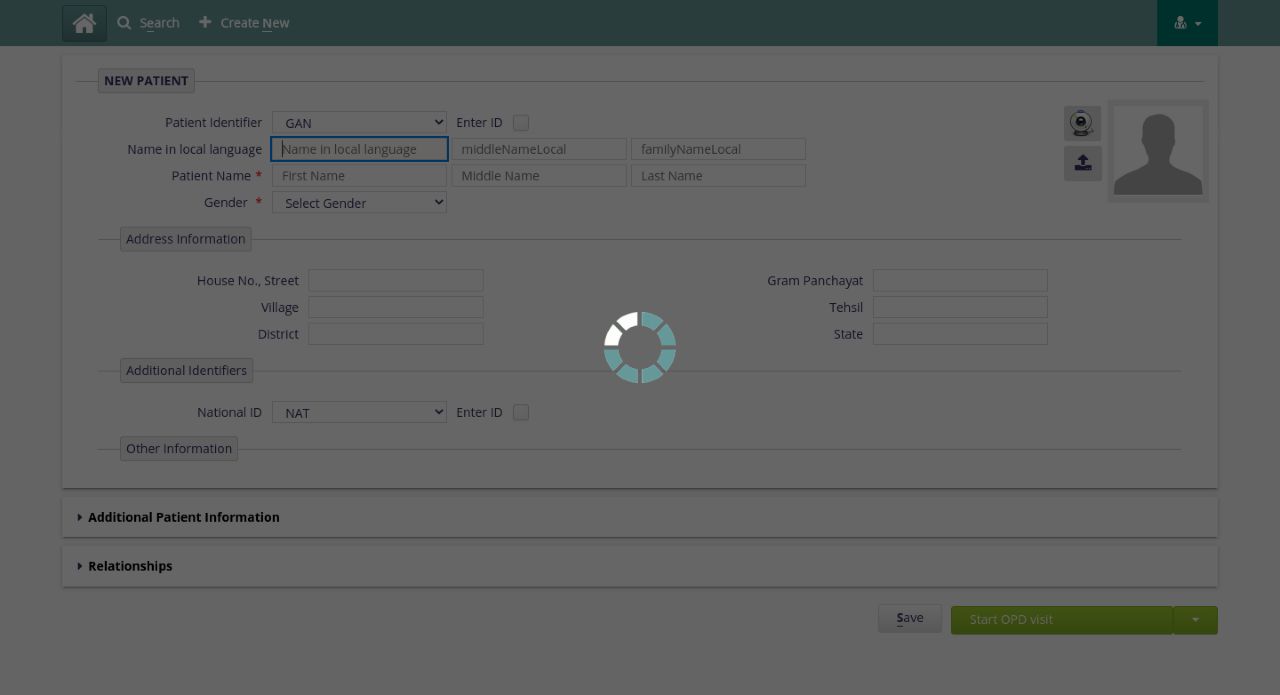 Search Create New
NEW PATIENT
Patient Identifier GAN Enter ID
Name in local language Name in local language middleNameLocal familyNameLocal
Patient Name * First Name Middle Name Last Name
Gender * Select Gender
Address Information
House No., Street Gram Panchayat
Village Tehsil
District State
Additional Identifiers
National ID NAT Enter ID
Other Information
Additional Patient Information
Relationships
Save Start OPD visit